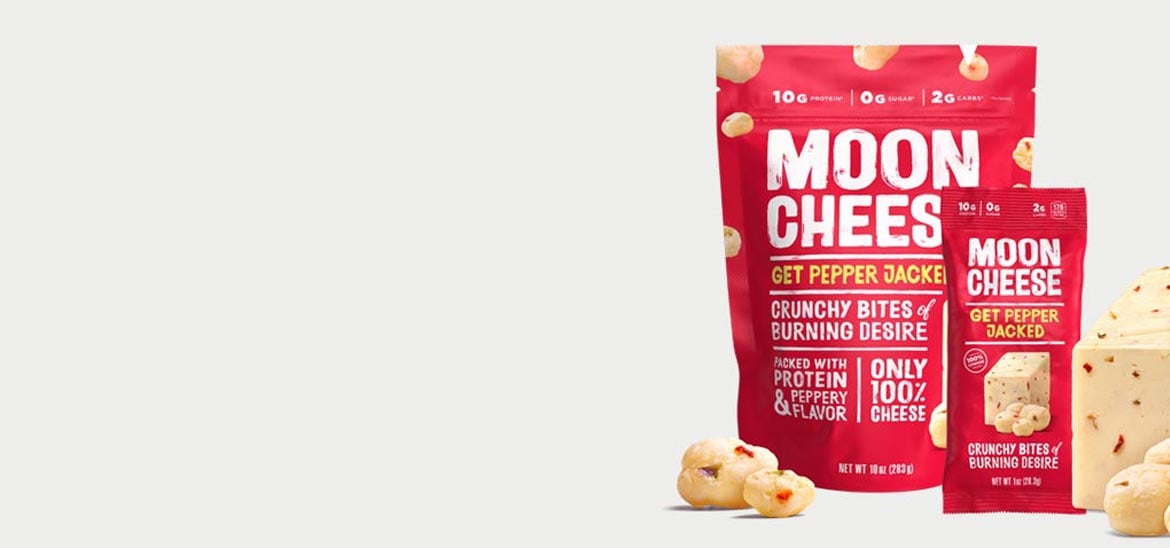 10G PROTEIN* | 0G SUGAR* | 2G CARBS*
MOON
CHEES
GET PEPPER JACKE
CRUNCHY BITES of
BURNING DESIRE
PACKED WITH
PROTEIN
& PEPPERY
FLAVOR
ONLY
100%
CHEESE
NET WT 10 oz (283g)
10G PROTEIN | 0G SUGAR
2G CARBS
MOON
CHEESE
GET PEPPER
JACKED
100%
CRUNCHY BITES of
BURNING DESIRE
NET WT 1oz (28.3g)